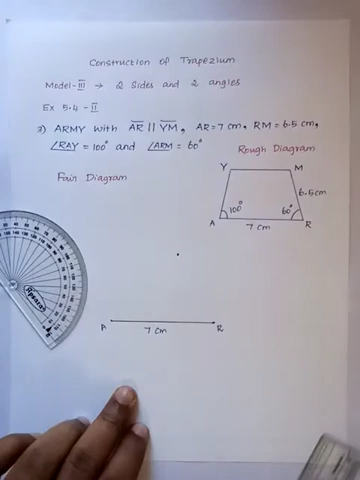 Construction of Trapezium
Model-III → 2 Sides and 2 angles
Ex 5.4 - II
3) ARMY with AR || YM, AR = 7 cm, RM = 6.5 cm,
∠RAY = 100° and ∠ARM = 60°
Rough Diagram
Fair Diagram
Y M
6.5cm
100° 60°
A R
7 cm
A R
7 cm